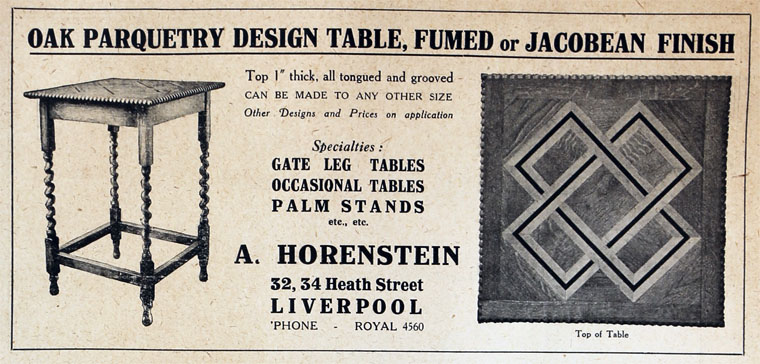 OAK PARQUETRY DESIGN TABLE, FUMED or JACOBEAN FINISH
Top 1" thick, all tongued and grooved
CAN BE MADE TO ANY OTHER SIZE
Other Designs and Prices on application
Specialties :
GATE LEG TABLES
OCCASIONAL TABLES
PALM STANDS
etc., etc.
A. HORENSTEIN
32, 34 Heath Street
LIVERPOOL
'PHONE - ROYAL 4560
Top of Table